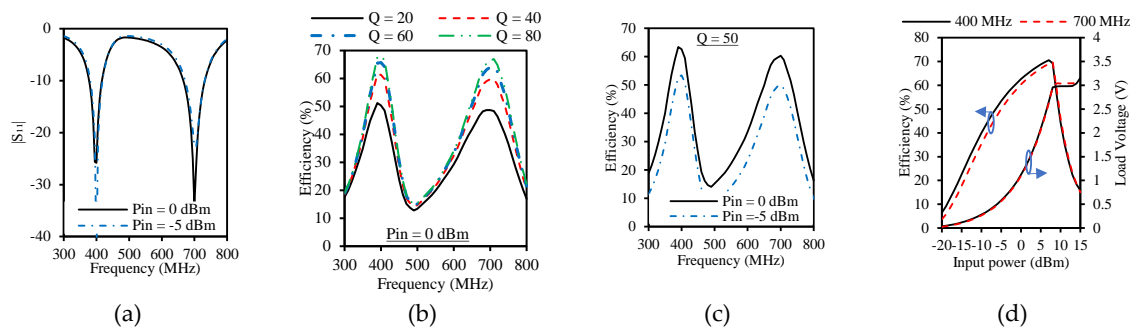 0
-10
-20
-30
-40
|S₁₁|
Pin = 0 dBm
Pin = -5 dBm
300 400 500 600 700 800
Frequency (MHz)
(a)
Q = 20 Q = 40
Q = 60 Q = 80
70
60
50
40
30
20
10
0
Efficiency (%)
Pin = 0 dBm
300 400 500 600 700 800
Frequency (MHz)
(b)
Q = 50
70
60
50
40
30
20
10
0
Efficiency (%)
Pin = 0 dBm
Pin =-5 dBm
300 400 500 600 700 800
Frequency (MHz)
(c)
400 MHz 700 MHz
80
70
60
50
40
30
20
10
0
Efficiency (%)
4
3.5
3
2.5
2
1.5
1
0.5
0
Load Voltage (V)
-20 -15 -10 -5 0 5 10 15
Input power (dBm)
(d)